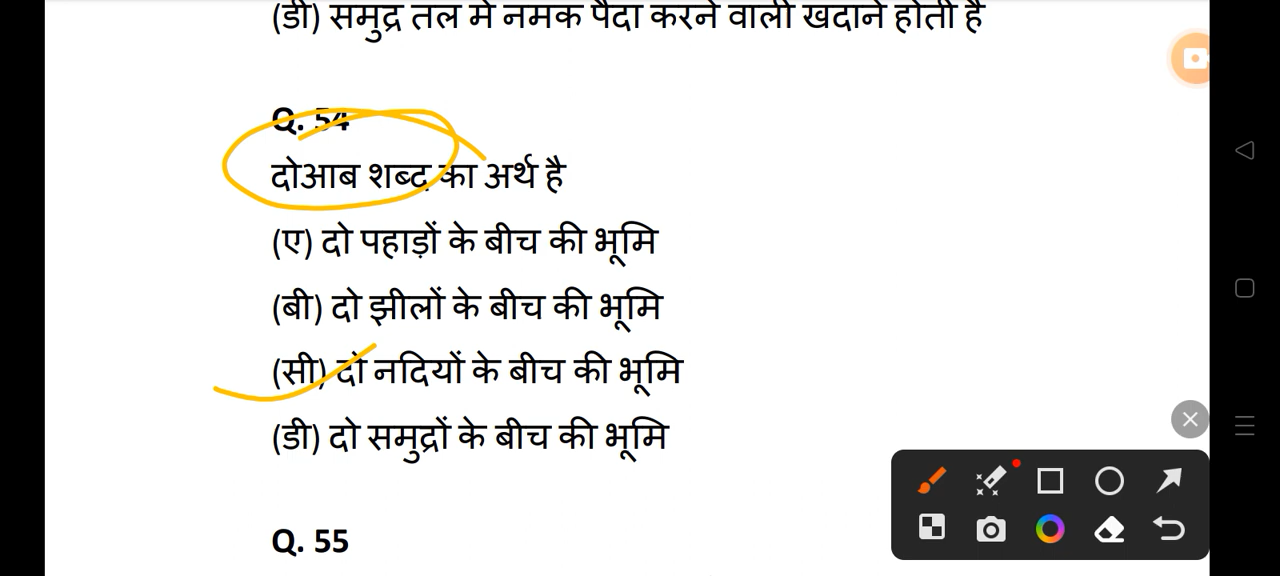 (डी) समुद्र तल में नमक पैदा करने वाली खदाने होती है
Q. 54
दोआब शब्द का अर्थ है
(ए) दो पहाड़ों के बीच की भूमि
(बी) दो झीलों के बीच की भूमि
(सी) दो नदियों के बीच की भूमि
(डी) दो समुद्रों के बीच की भूमि
Q. 55